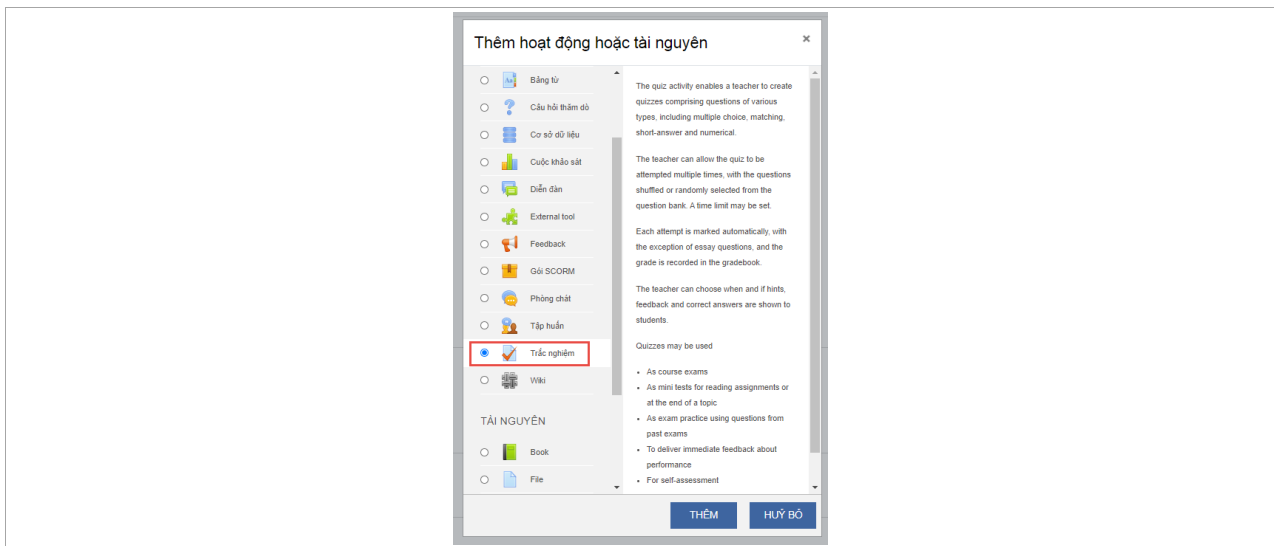 Thêm hoạt động hoặc tài nguyên
×
Bảng từ
Câu hỏi thăm dò
Cơ sở dữ liệu
Cuộc khảo sát
Diễn đàn
External tool
Feedback
Gói SCORM
Phòng chát
Tập huấn
Trắc nghiệm
Wiki
TÀI NGUYÊN
Book
File
The quiz activity enables a teacher to create
quizzes comprising questions of various
types, including multiple choice, matching,
short-answer and numerical.
The teacher can allow the quiz to be
attempted multiple times, with the questions
shuffled or randomly selected from the
question bank. A time limit may be set.
Each attempt is marked automatically, with
the exception of essay questions, and the
grade is recorded in the gradebook.
The teacher can choose when and if hints,
feedback and correct answers are shown to
students.
Quizzes may be used
• As course exams
• As mini tests for reading assignments or
at the end of a topic
• As exam practice using questions from
past exams
• To deliver immediate feedback about
performance
• For self-assessment
THÊM
HUỶ BỎ